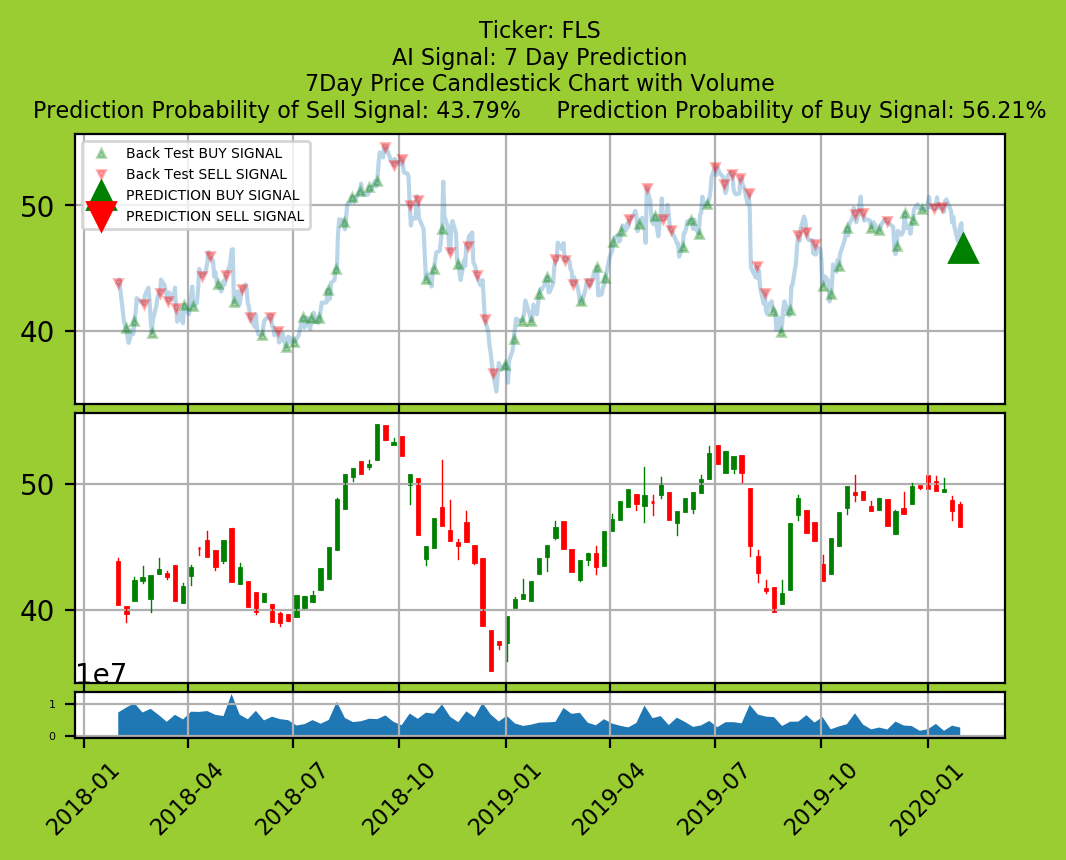 Ticker: FLS
AI Signal: 7 Day Prediction
7Day Price Candlestick Chart with Volume
Prediction Probability of Sell Signal: 43.79%     Prediction Probability of Buy Signal: 56.21%
Back Test BUY SIGNAL
Back Test SELL SIGNAL
PREDICTION BUY SIGNAL
PREDICTION SELL SIGNAL
50
40
50
40
1e7
1
0
2018-01
2018-04
2018-07
2018-10
2019-01
2019-04
2019-07
2019-10
2020-01